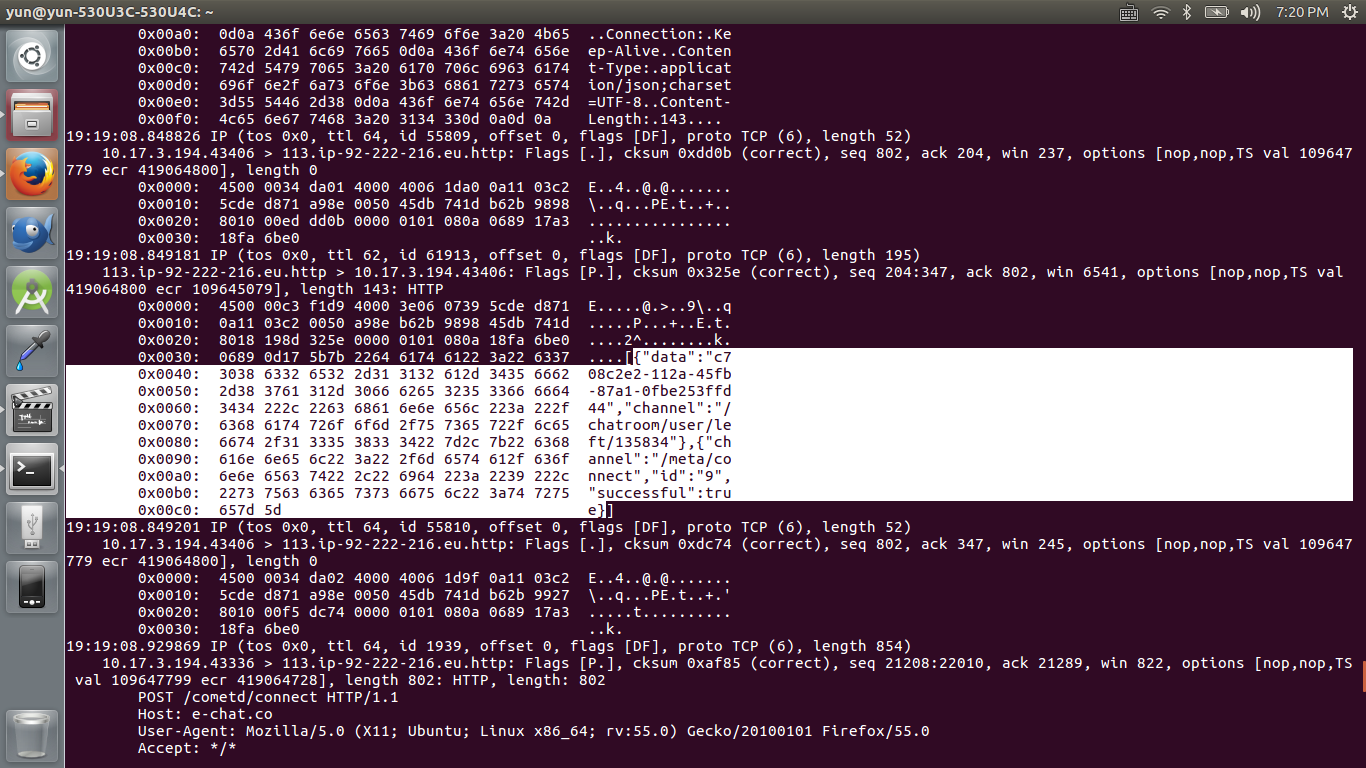 yun@yun-530U3C-530U4C: ~ 7:20 PM
0x00a0: 0d0a 436f 6e6e 6563 7469 6f6e 3a20 4b65 ..Connection:.Ke
0x00b0: 6570 2d41 6c69 7665 0d0a 436f 6e74 656e ep-Alive..Conten
0x00c0: 742d 5479 7065 3a20 6170 706c 6963 6174 t-Type:.applicat
0x00d0: 696f 6e2f 6a73 6f6e 3b63 6861 7273 6574 ion/json;charset
0x00e0: 3d55 5446 2d38 0d0a 436f 6e74 656e 742d =UTF-8..Content-
0x00f0: 4c65 6e67 7468 3a20 3134 330d 0a0d 0a Length:.143....
19:19:08.848826 IP (tos 0x0, ttl 64, id 55809, offset 0, flags [DF], proto TCP (6), length 52)
10.17.3.194.43406 > 113.ip-92-222-216.eu.http: Flags [.], cksum 0xdd0b (correct), seq 802, ack 204, win 237, options [nop,nop,TS val 109647
779 ecr 419064800], length 0
0x0000: 4500 0034 da01 4000 4006 1da0 0a11 03c2 E..4..@.@.......
0x0010: 5cde d871 a98e 0050 45db 741d b62b 9898 \..q...PE.t..+..
0x0020: 8010 00ed dd0b 0000 0101 080a 0689 17a3 ................
0x0030: 18fa 6be0 ..k.
19:19:08.849181 IP (tos 0x0, ttl 62, id 61913, offset 0, flags [DF], proto TCP (6), length 195)
113.ip-92-222-216.eu.http > 10.17.3.194.43406: Flags [P.], cksum 0x325e (correct), seq 204:347, ack 802, win 6541, options [nop,nop,TS val
419064800 ecr 109645079], length 143: HTTP
0x0000: 4500 00c3 f1d9 4000 3e06 0739 5cde d871 E.....@.>..9\..q
0x0010: 0a11 03c2 0050 a98e b62b 9898 45db 741d .....P...+..E.t.
0x0020: 8018 198d 325e 0000 0101 080a 18fa 6be0 ....2^........k.
0x0030: 0689 0d17 5b7b 2264 6174 6122 3a22 6337 ....[{"data":"c7
0x0040: 3038 6332 6532 2d31 3132 612d 3435 6662 08c2e2-112a-45fb
0x0050: 2d38 3761 312d 3066 6265 3235 3366 6664 -87a1-0fbe253ffd
0x0060: 3434 222c 2263 6861 6e6e 656c 223a 222f 44","channel":"/
0x0070: 6368 6174 726f 6f6d 2f75 7365 722f 6c65 chatroom/user/le
0x0080: 6674 2f31 3335 3833 3422 7d2c 7b22 6368 ft/135834"},{"ch
0x0090: 616e 6e65 6c22 3a22 2f6d 6574 612f 636f annel":"/meta/co
0x00a0: 6e6e 6563 7422 2c22 6964 223a 2239 222c nnect","id":"9",
0x00b0: 2273 7563 6365 7373 6675 6c22 3a74 7275 "successful":tru
0x00c0: 657d 5d e}]
19:19:08.849201 IP (tos 0x0, ttl 64, id 55810, offset 0, flags [DF], proto TCP (6), length 52)
10.17.3.194.43406 > 113.ip-92-222-216.eu.http: Flags [.], cksum 0xdc74 (correct), seq 802, ack 347, win 245, options [nop,nop,TS val 109647
779 ecr 419064800], length 0
0x0000: 4500 0034 da02 4000 4006 1d9f 0a11 03c2 E..4..@.@.......
0x0010: 5cde d871 a98e 0050 45db 741d b62b 9927 \..q...PE.t..+.'
0x0020: 8010 00f5 dc74 0000 0101 080a 0689 17a3 .....t..........
0x0030: 18fa 6be0 ..k.
19:19:08.929869 IP (tos 0x0, ttl 64, id 1939, offset 0, flags [DF], proto TCP (6), length 854)
10.17.3.194.43336 > 113.ip-92-222-216.eu.http: Flags [P.], cksum 0xaf85 (correct), seq 21208:22010, ack 21289, win 822, options [nop,nop,TS
val 109647799 ecr 419064728], length 802: HTTP, length: 802
POST /cometd/connect HTTP/1.1
Host: e-chat.co
User-Agent: Mozilla/5.0 (X11; Ubuntu; Linux x86_64; rv:55.0) Gecko/20100101 Firefox/55.0
Accept: */*